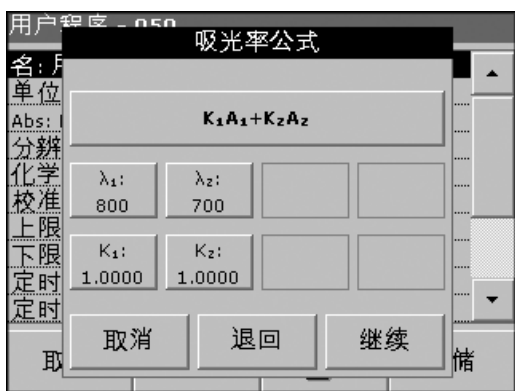 用户程序 - 050
吸光率公式
名: 用
单位
Abs:
分辨
化学
校准
上限
下限
定时
定时
K₁A₁+K₂A₂
λ₁:
800
λ₂:
700
K₁:
1.0000
K₂:
1.0000
取消
退回
继续
取
储